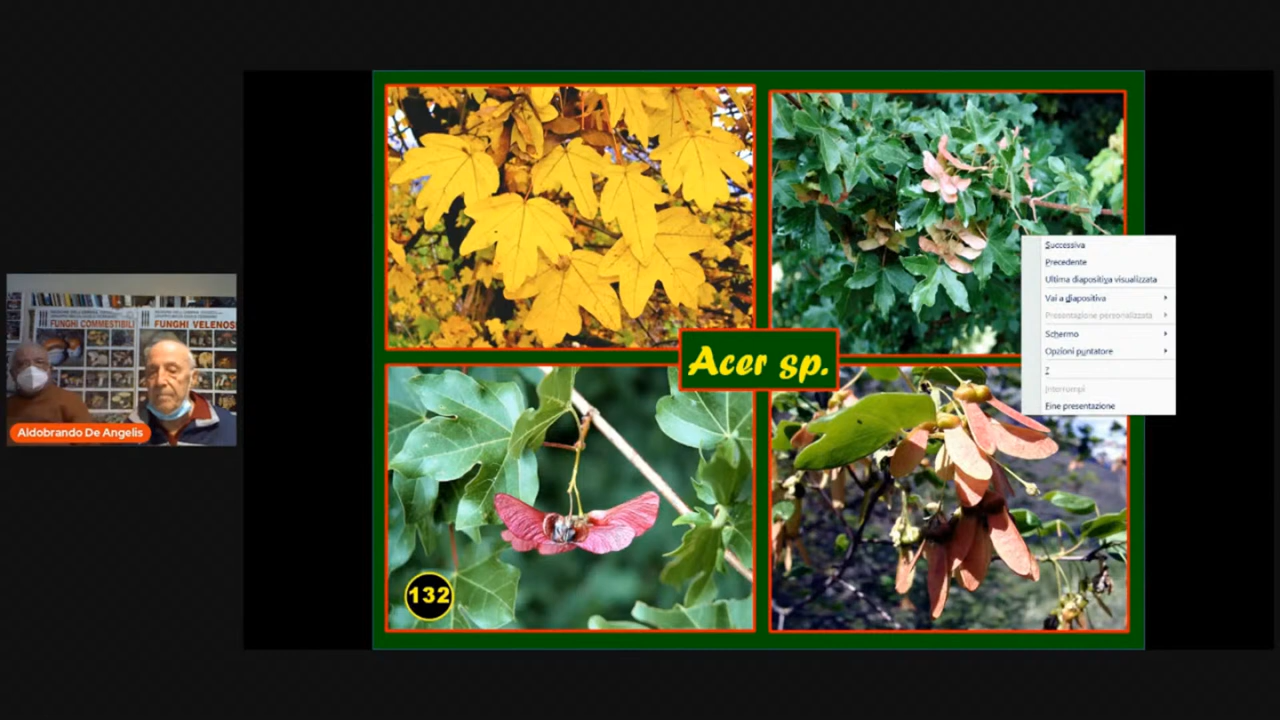 FUNGHI COMMESTIBILI
FUNGHI VELENOS
Aldobrando De Angelis
Acer sp.
132
Successiva
Precedente
Ultima diapositiva visualizzata
Vai a diapositiva
Presentazione personalizzata
Schermo
Opzioni puntatore
?
Interrompi
Fine presentazione